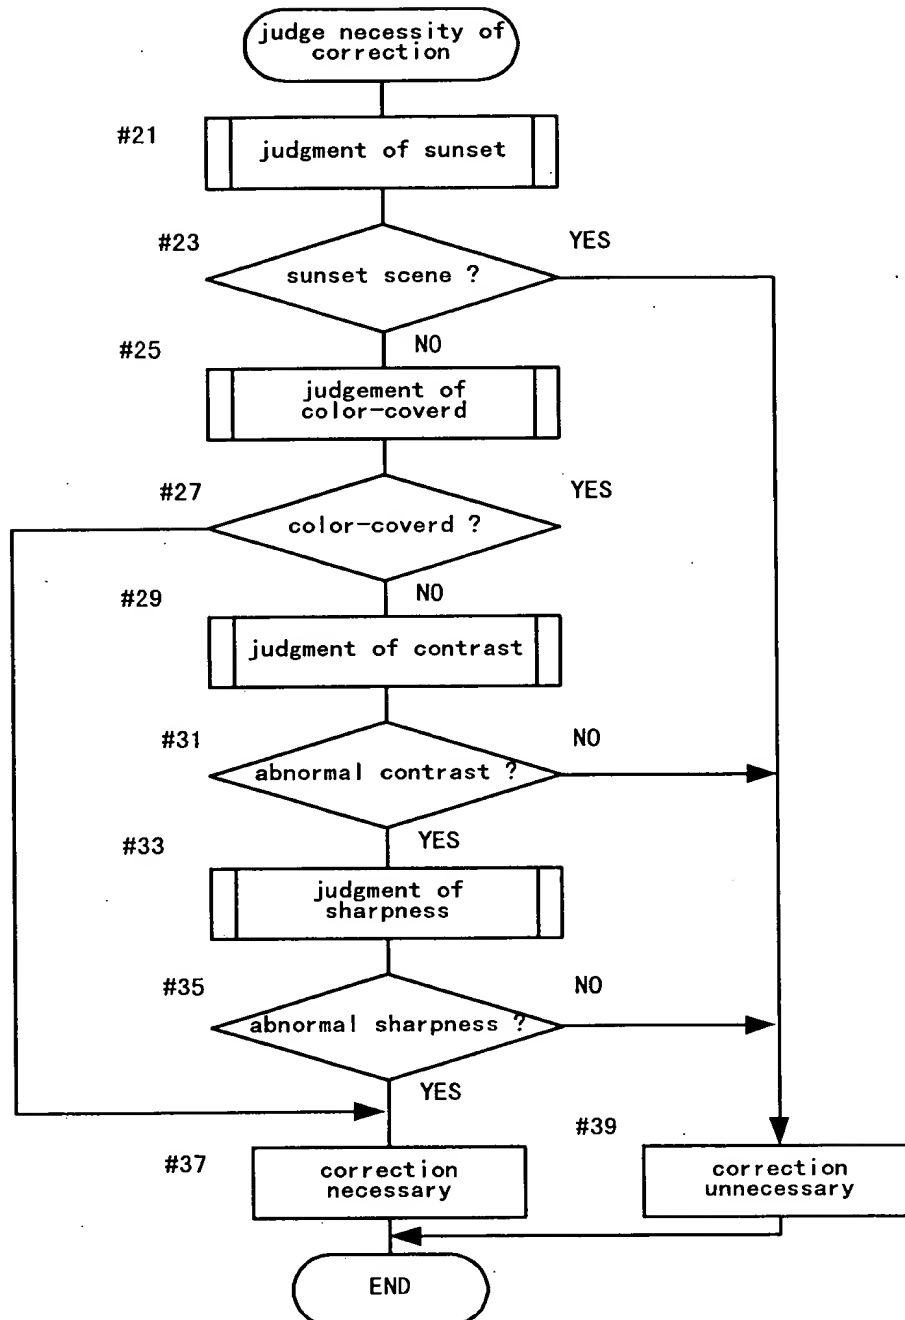 judge necessity of
correction
#21
judgment of sunset
#23
YES
sunset scene ?
NO
#25
judgement of
color-coverd
#27
YES
color-coverd ?
NO
#29
judgment of contrast
#31
NO
abnormal contrast ?
YES
#33
judgment of
sharpness
#35
NO
abnormal sharpness ?
YES
#39
#37
correction
necessary
correction
unnecessary
END